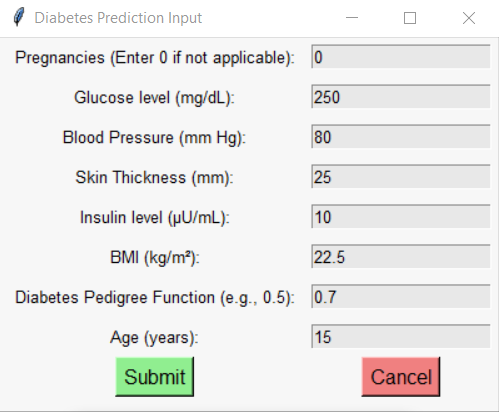 Diabetes Prediction Input
Pregnancies (Enter 0 if not applicable): 0
Glucose level (mg/dL): 250
Blood Pressure (mm Hg): 80
Skin Thickness (mm): 25
Insulin level (μU/mL): 10
BMI (kg/m²): 22.5
Diabetes Pedigree Function (e.g., 0.5): 0.7
Age (years): 15
Submit Cancel